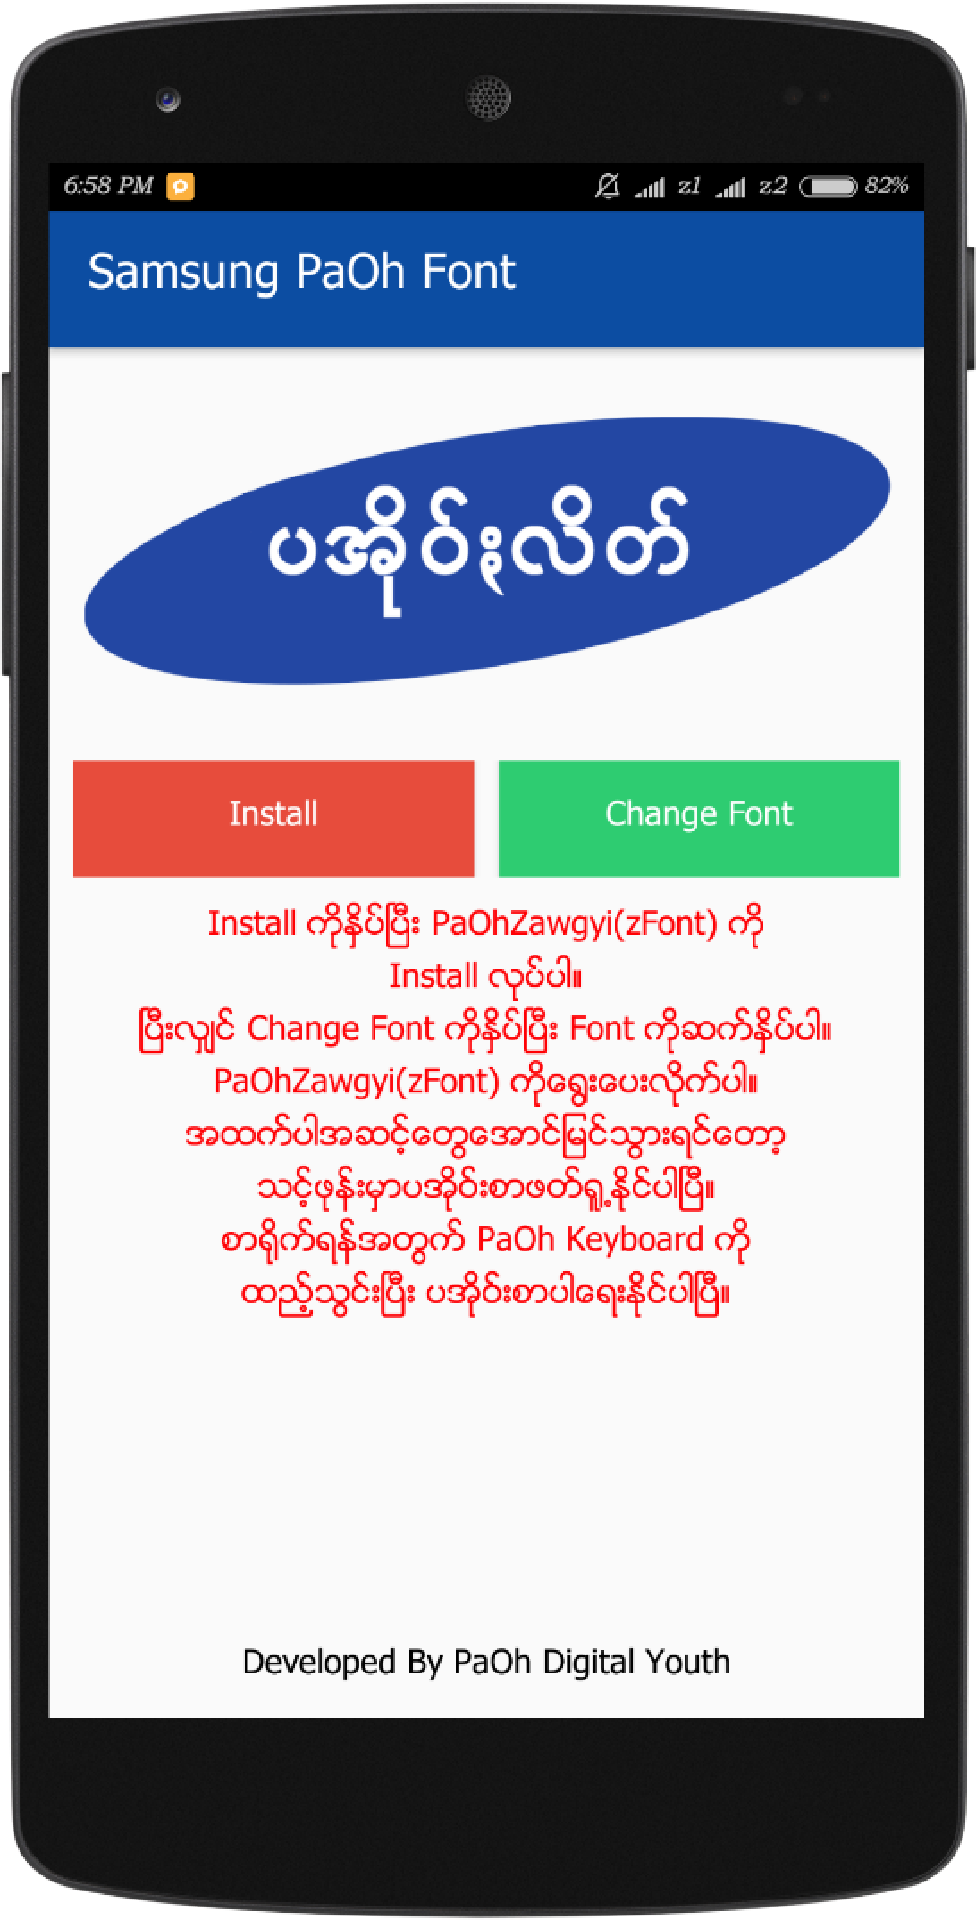 6:58 PM
z1 z2 82%
Samsung PaOh Font
ပအိုဝ်ႏလိတ်
Install
Change Font
Install ကိုနှိပ်ပြီး PaOhZawgyi(zFont) ကို
Install လုပ်ပါ။
ပြီးလျှင် Change Font ကိုနှိပ်ပြီး Font ကိုဆက်နှိပ်ပါ။
PaOhZawgyi(zFont) ကိုရွေးပေးလိုက်ပါ။
အထက်ပါအဆင့်တွေအောင်မြင်သွားရင်တော့
သင့်ဖုန်းမှာပအိုဝ်းစာဖတ်ရှု့နိုင်ပါပြီ။
စာရိုက်ရန်အတွက် PaOh Keyboard ကို
ထည့်သွင်းပြီး ပအိုဝ်းစာပါရေးနိုင်ပါပြီ။
Developed By PaOh Digital Youth